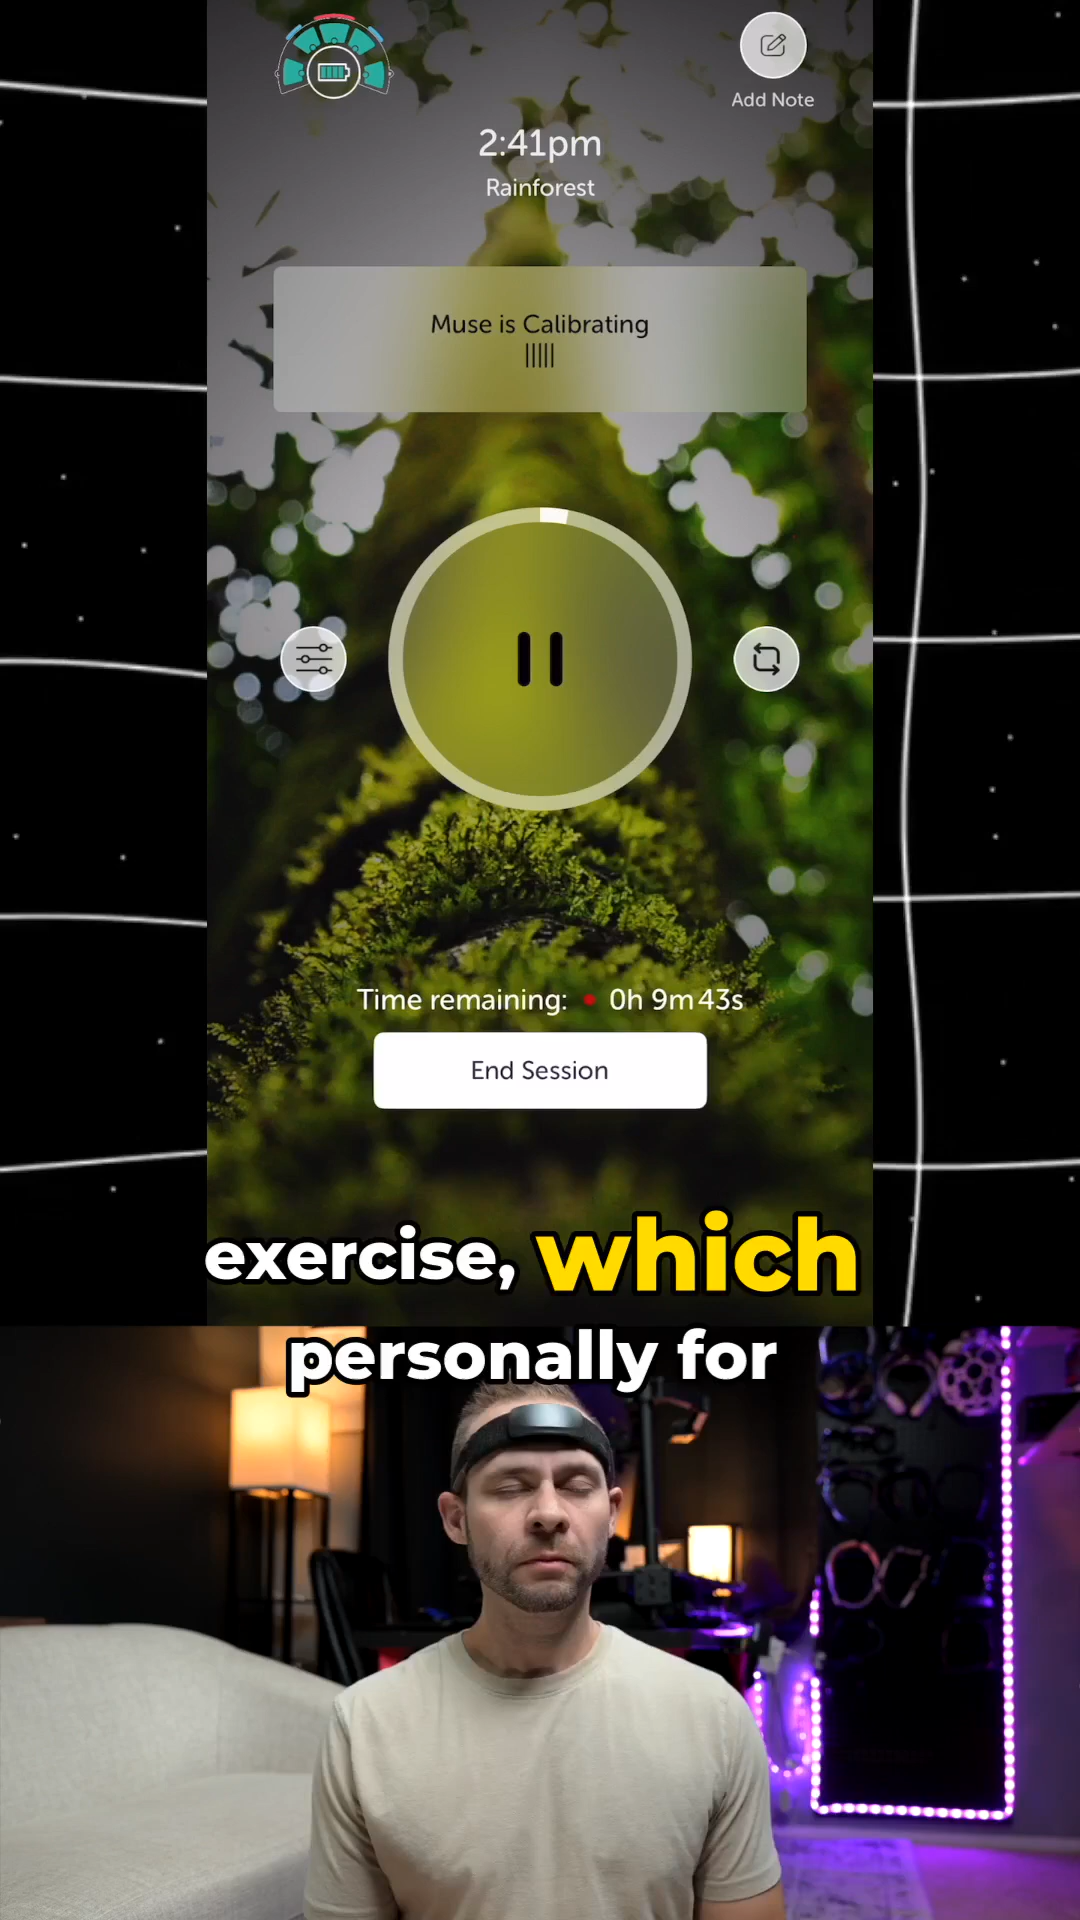 Add Note
2:41pm
Rainforest
Muse is Calibrating
Time remaining: 0h 9m 43s
End Session
exercise, which
personally for